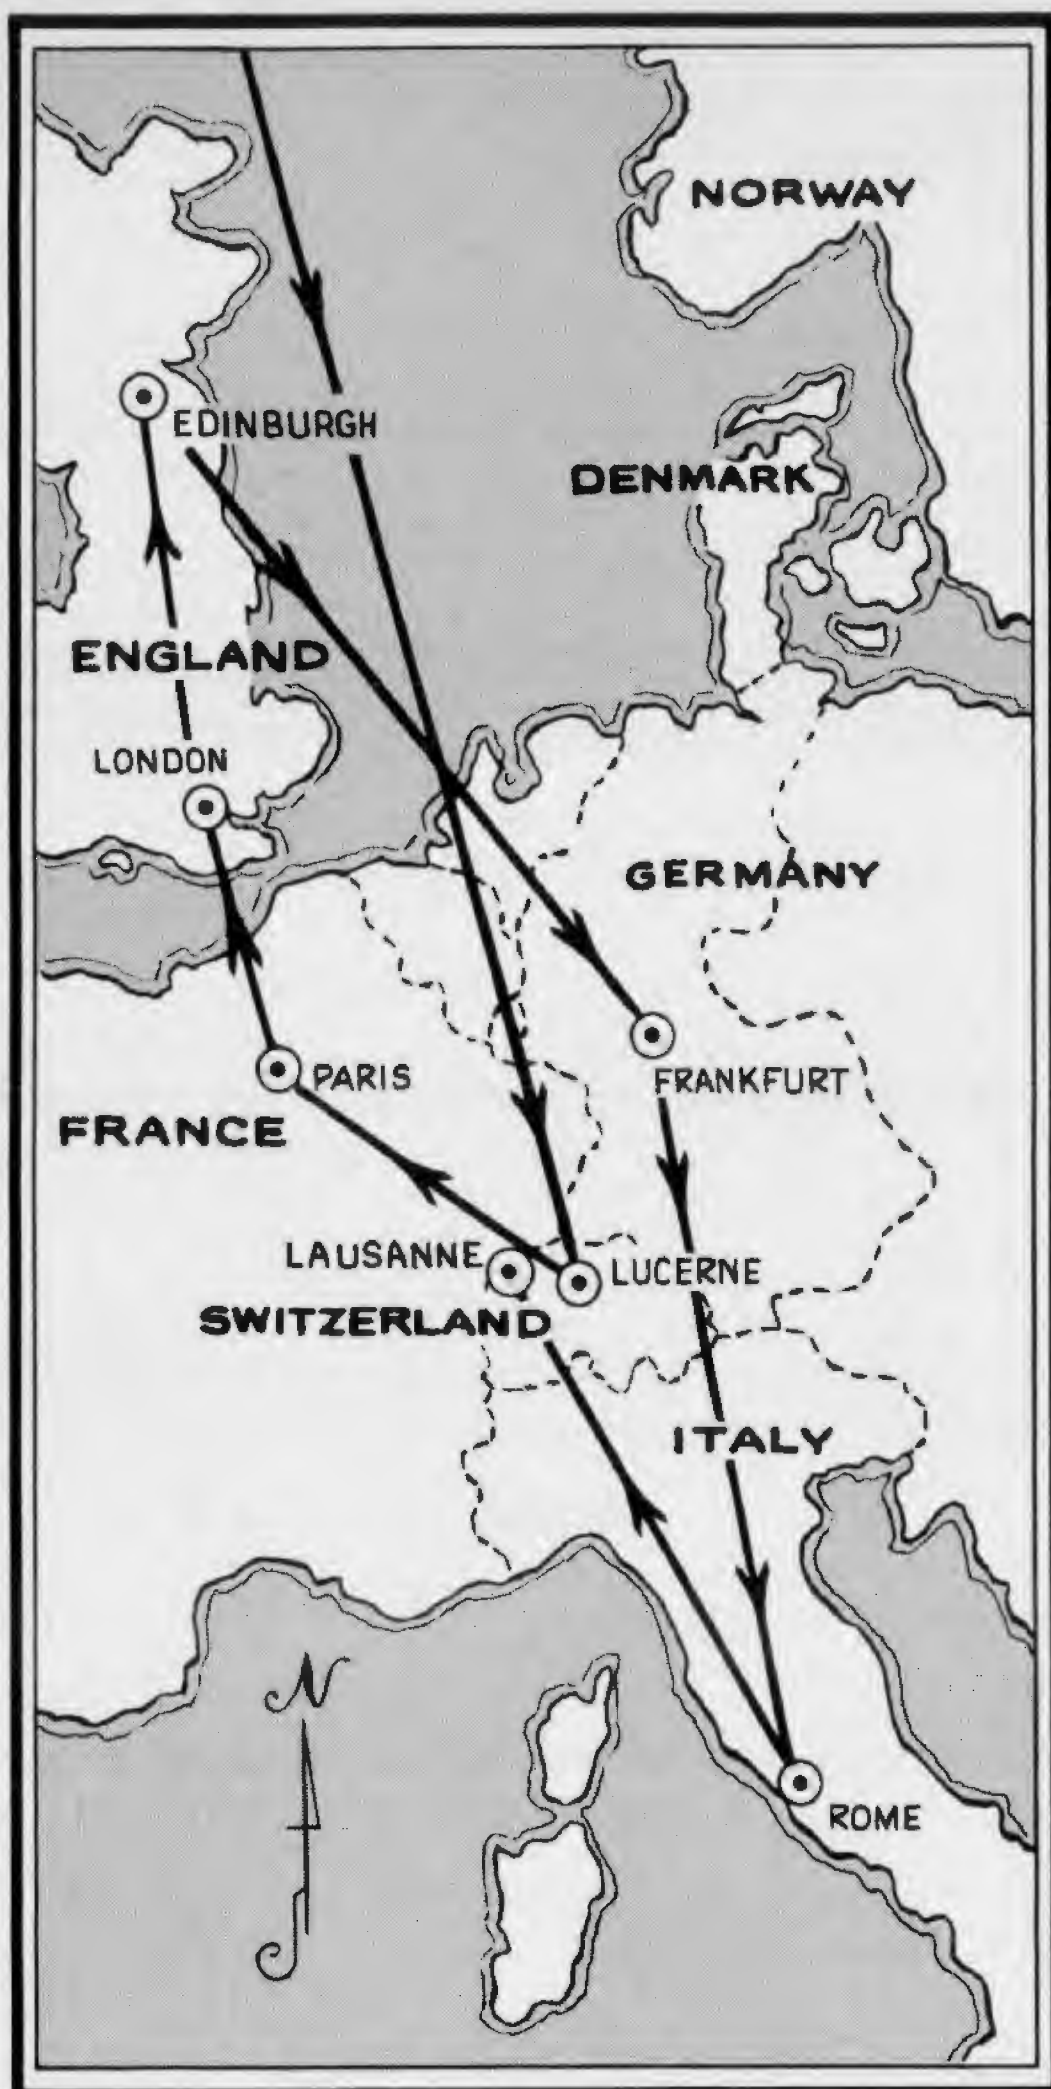 NORWAY
EDINBURGH
DENMARK
ENGLAND
LONDON
GERMANY
PARIS
FRANKFURT
FRANCE
LAUSANNE
LUCERNE
SWITZERLAND
ITALY
N
ROME
S